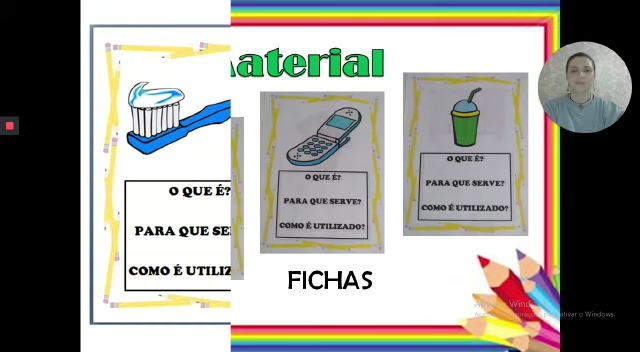 aterial
O QUE É?
PARA QUE SE
COMO É UTILIZ
O QUE É?
PARA QUE SERVE?
COMO É UTILIZADO?
O QUE É?
PARA QUE SERVE?
COMO É UTILIZADO?
FICHAS